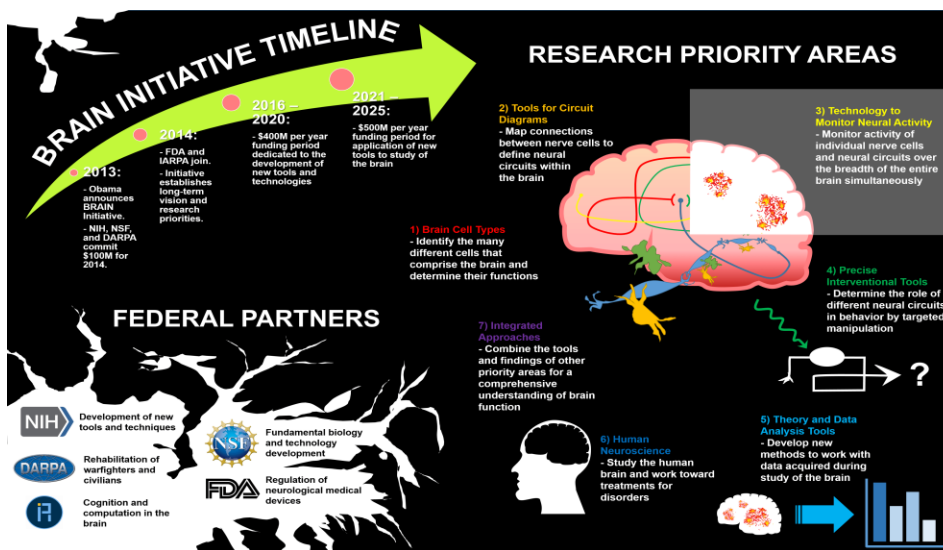 BRAIN INITIATIVE TIMELINE
2013:
- Obama
announces
BRAIN
Initiative.
- NIH, NSF,
and DARPA
commit
$100M for
2014.
2014:
- FDA and
IARPA join.
- Initiative
establishes
long-term
vision and
research
priorities.
2016 –
2020:
- $400M per year
funding period
dedicated to the
development of
new tools and
technologies
2021 –
2025:
- $500M per year
funding period for
application of new
tools to study of
the brain
RESEARCH PRIORITY AREAS
1) Brain Cell Types
- Identify the many
different cells that
comprise the brain and
determine their functions
2) Tools for Circuit
Diagrams
- Map connections
between nerve cells to
define neural
circuits within
the brain
3) Technology to
Monitor Neural Activity
- Monitor activity of
individual nerve cells
and neural circuits over
the breadth of the entire
brain simultaneously
4) Precise
Interventional Tools
- Determine the role of
different neural circuits
in behavior by targeted
manipulation
?
5) Theory and Data
Analysis Tools
- Develop new
methods to work with
data acquired during
study of the brain
6) Human
Neuroscience
- Study the human
brain and work toward
treatments for
disorders
7) Integrated
Approaches
- Combine the tools
and findings of other
priority areas for a
comprehensive
understanding of brain
function
FEDERAL PARTNERS
NIH
Development of new
tools and techniques
DARPA
Rehabilitation of
warfighters and
civilians
Cognition and
computation in the
brain
NSF
Fundamental biology
and technology
development
FDA
Regulation of
neurological medical
devices